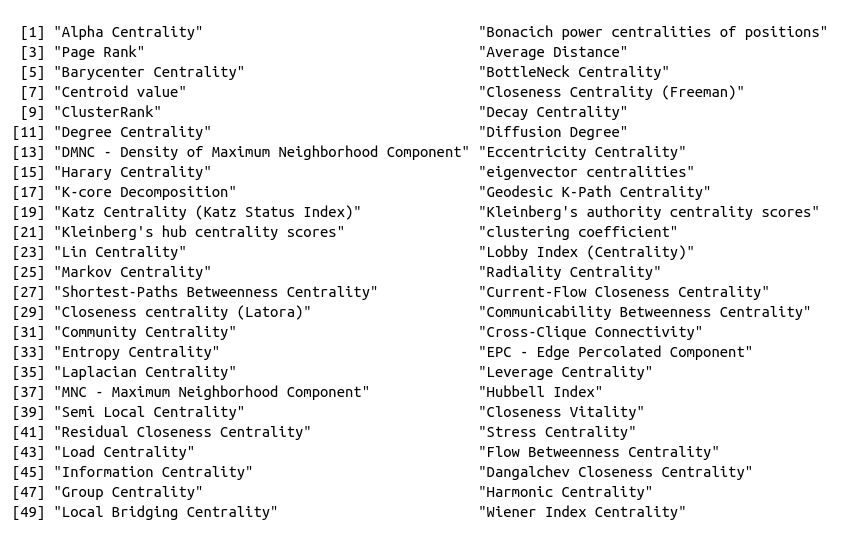 [1] "Alpha Centrality" "Bonacich power centralities of positions"
[3] "Page Rank" "Average Distance"
[5] "Barycenter Centrality" "BottleNeck Centrality"
[7] "Centroid value" "Closeness Centrality (Freeman)"
[9] "ClusterRank" "Decay Centrality"
[11] "Degree Centrality" "Diffusion Degree"
[13] "DMNC - Density of Maximum Neighborhood Component" "Eccentricity Centrality"
[15] "Harary Centrality" "eigenvector centralities"
[17] "K-core Decomposition" "Geodesic K-Path Centrality"
[19] "Katz Centrality (Katz Status Index)" "Kleinberg's authority centrality scores"
[21] "Kleinberg's hub centrality scores" "clustering coefficient"
[23] "Lin Centrality" "Lobby Index (Centrality)"
[25] "Markov Centrality" "Radiality Centrality"
[27] "Shortest-Paths Betweenness Centrality" "Current-Flow Closeness Centrality"
[29] "Closeness centrality (Latora)" "Communicability Betweenness Centrality"
[31] "Community Centrality" "Cross-Clique Connectivity"
[33] "Entropy Centrality" "EPC - Edge Percolated Component"
[35] "Laplacian Centrality" "Leverage Centrality"
[37] "MNC - Maximum Neighborhood Component" "Hubbell Index"
[39] "Semi Local Centrality" "Closeness Vitality"
[41] "Residual Closeness Centrality" "Stress Centrality"
[43] "Load Centrality" "Flow Betweenness Centrality"
[45] "Information Centrality" "Dangalchev Closeness Centrality"
[47] "Group Centrality" "Harmonic Centrality"
[49] "Local Bridging Centrality" "Wiener Index Centrality"